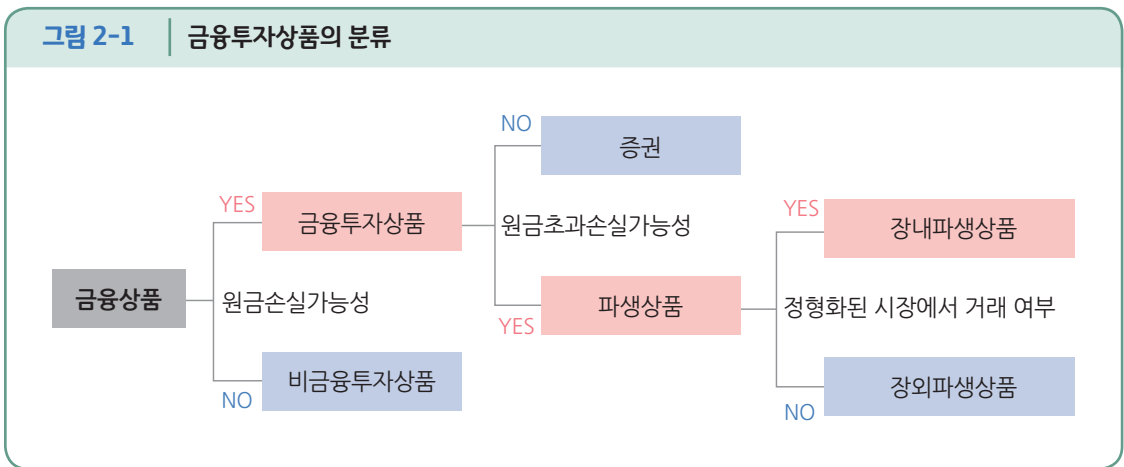 그림 2-1 금융투자상품의 분류
NO
증권
YES
금융투자상품
원금초과손실가능성
YES
장내파생상품
금융상품
원금손실가능성
파생상품
정형화된 시장에서 거래 여부
YES
비금융투자상품
NO
장외파생상품
NO